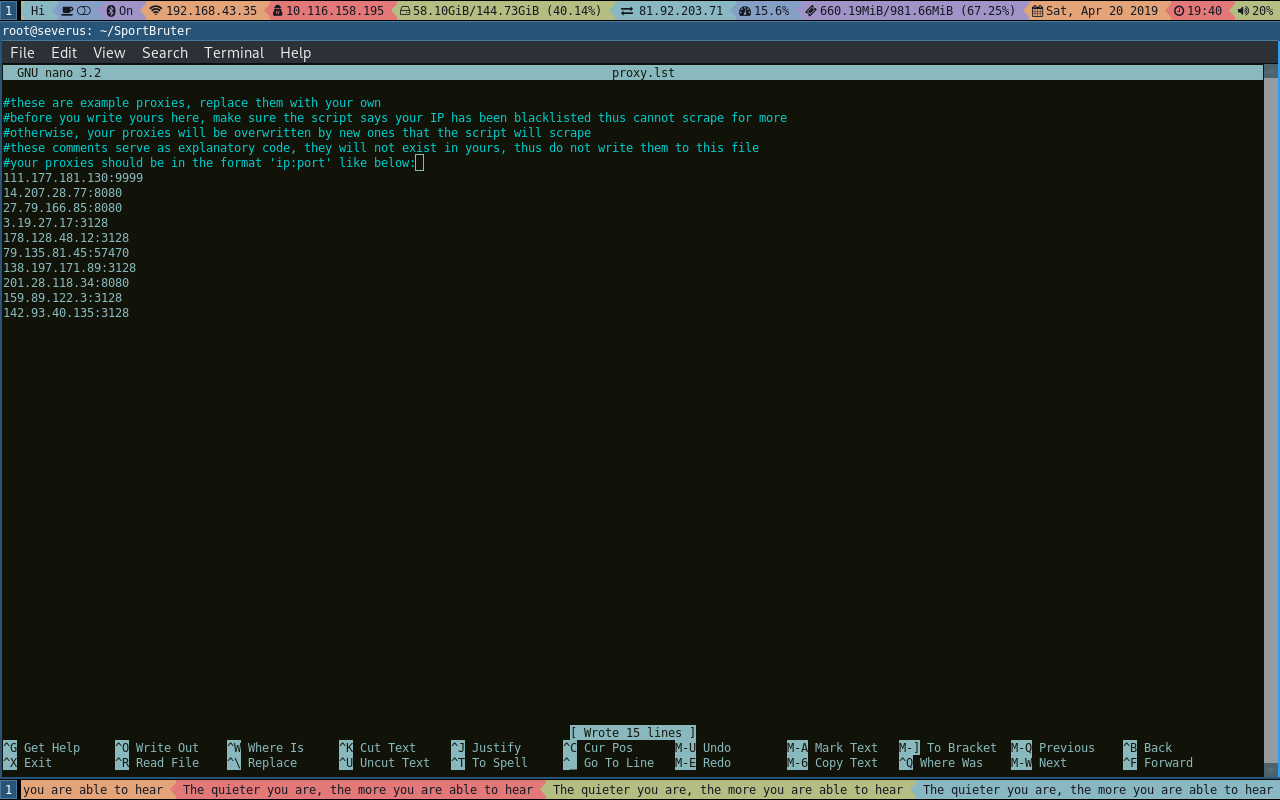 1 Hi On 192.168.43.35 10.116.158.195 58.10GiB/144.73GiB (40.14%) 81.92.203.71 15.6% 660.19MiB/981.66MiB (67.25%) Sat, Apr 20 2019 19:40 20%
root@severus: ~/SportBruter
File Edit View Search Terminal Help
GNU nano 3.2 proxy.lst
#these are example proxies, replace them with your own
#before you write yours here, make sure the script says your IP has been blacklisted thus cannot scrape for more
#otherwise, your proxies will be overwritten by new ones that the script will scrape
#these comments serve as explanatory code, they will not exist in yours, thus do not write them to this file
#your proxies should be in the format 'ip:port' like below:
111.177.181.130:9999
14.207.28.77:8080
27.79.166.85:8080
3.19.27.17:3128
178.128.48.12:3128
79.135.81.45:57470
138.197.171.89:3128
201.28.118.34:8080
159.89.122.3:3128
142.93.40.135:3128
[ Wrote 15 lines ]
^G Get Help ^O Write Out ^W Where Is ^K Cut Text ^J Justify ^C Cur Pos M-U Undo M-A Mark Text M-] To Bracket M-Q Previous ^B Back
^X Exit ^R Read File ^\ Replace ^U Uncut Text ^T To Spell ^_ Go To Line M-E Redo M-6 Copy Text ^Q Where Was M-W Next ^F Forward
1 you are able to hear The quieter you are, the more you are able to hear The quieter you are, the more you are able to hear The quieter you are, the more you are able to hear